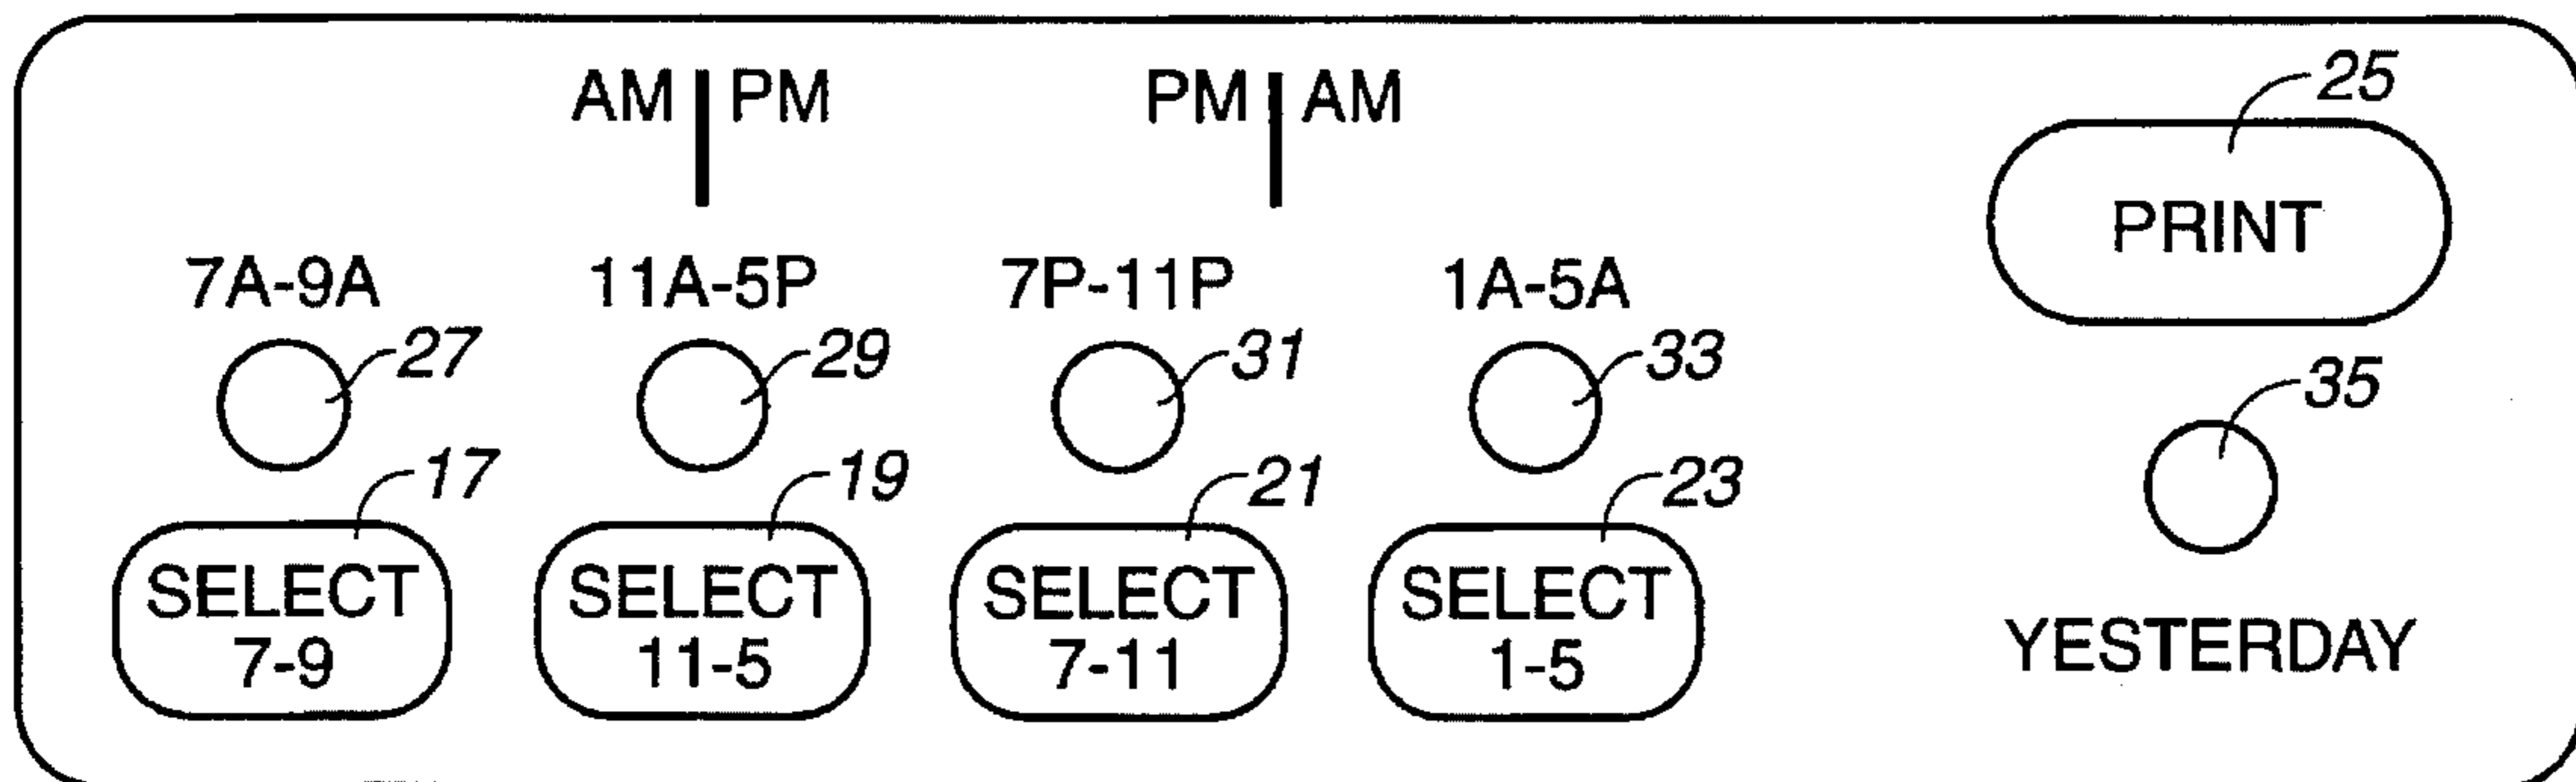 AM | PM
PM | AM
25
PRINT
7A-9A
11A-5P
7P-11P
1A-5A
27
29
31
33
35
17
19
21
23
SELECT
7-9
SELECT
11-5
SELECT
7-11
SELECT
1-5
YESTERDAY